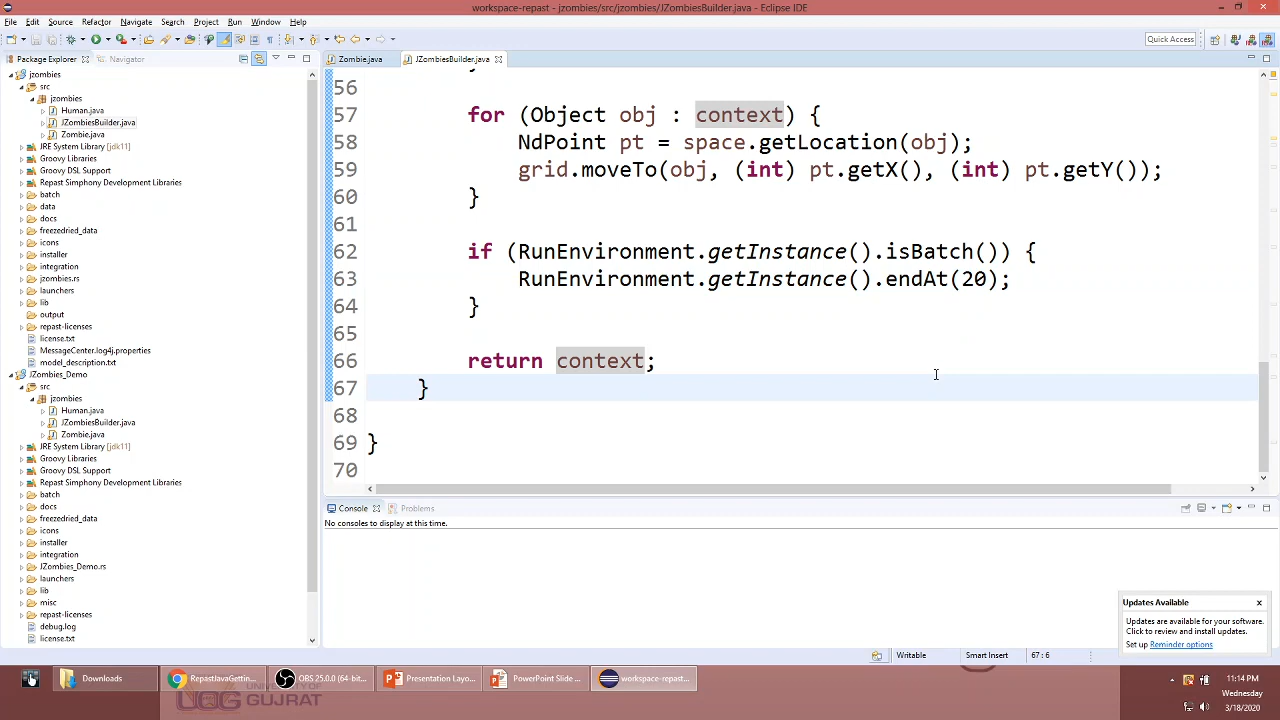 workspace-repast - jzombies/src/jzombies/JZombiesBuilder.java - Eclipse IDE
File Edit Source Refactor Navigate Search Project Run Window Help
Quick Access
Package Explorer Navigator
jzombies
src
jzombies
Human.java
JZombiesBuilder.java
Zombie.java
JRE System Library [jdk11]
Groovy Libraries
Groovy DSL Support
Repast Simphony Development Libraries
batch
data
docs
freezedried_data
icons
installer
integration
jzombies.rs
launchers
lib
output
repast-licenses
license.txt
MessageCenter.log4j.properties
model_description.txt
JZombies_Demo
src
jzombies
Human.java
JZombiesBuilder.java
Zombie.java
JRE System Library [jdk11]
Groovy Libraries
Groovy DSL Support
Repast Simphony Development Libraries
batch
docs
freezedried_data
icons
installer
integration
JZombies_Demo.rs
launchers
lib
misc
repast-licenses
debug.log
license.txt
Zombie.java JZombiesBuilder.java
56
57 for (Object obj : context) {
58 NdPoint pt = space.getLocation(obj);
59 grid.moveTo(obj, (int) pt.getX(), (int) pt.getY());
60 }
61
62 if (RunEnvironment.getInstance().isBatch()) {
63 RunEnvironment.getInstance().endAt(20);
64 }
65
66 return context;
67 }
68
69 }
70
Console Problems
No consoles to display at this time.
Updates Available
Updates are available for your software.
Click to review and install updates.
Set up Reminder options
Writable Smart Insert 67 : 6
Downloads RepastJavaGettin... OBS 25.0.0 (64-bit... Presentation Layo... PowerPoint Slide ... workspace-repast...
UNIVERSITY OF
GUJRAT
11:14 PM
Wednesday
3/18/2020